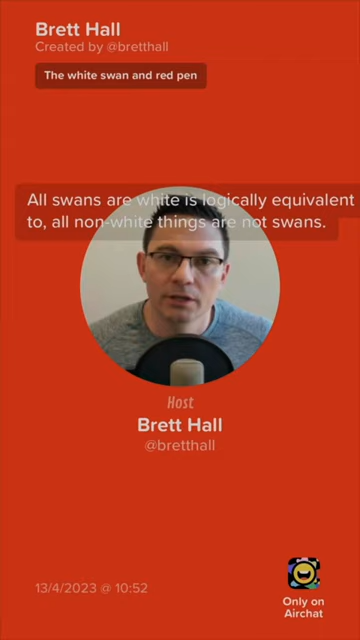 Brett Hall
Created by @bretthall
The white swan and red pen
All swans are white is logically equivalent
to, all non-white things are not swans.
Host
Brett Hall
@bretthall
13/4/2023 @ 10:52
Only on
Airchat